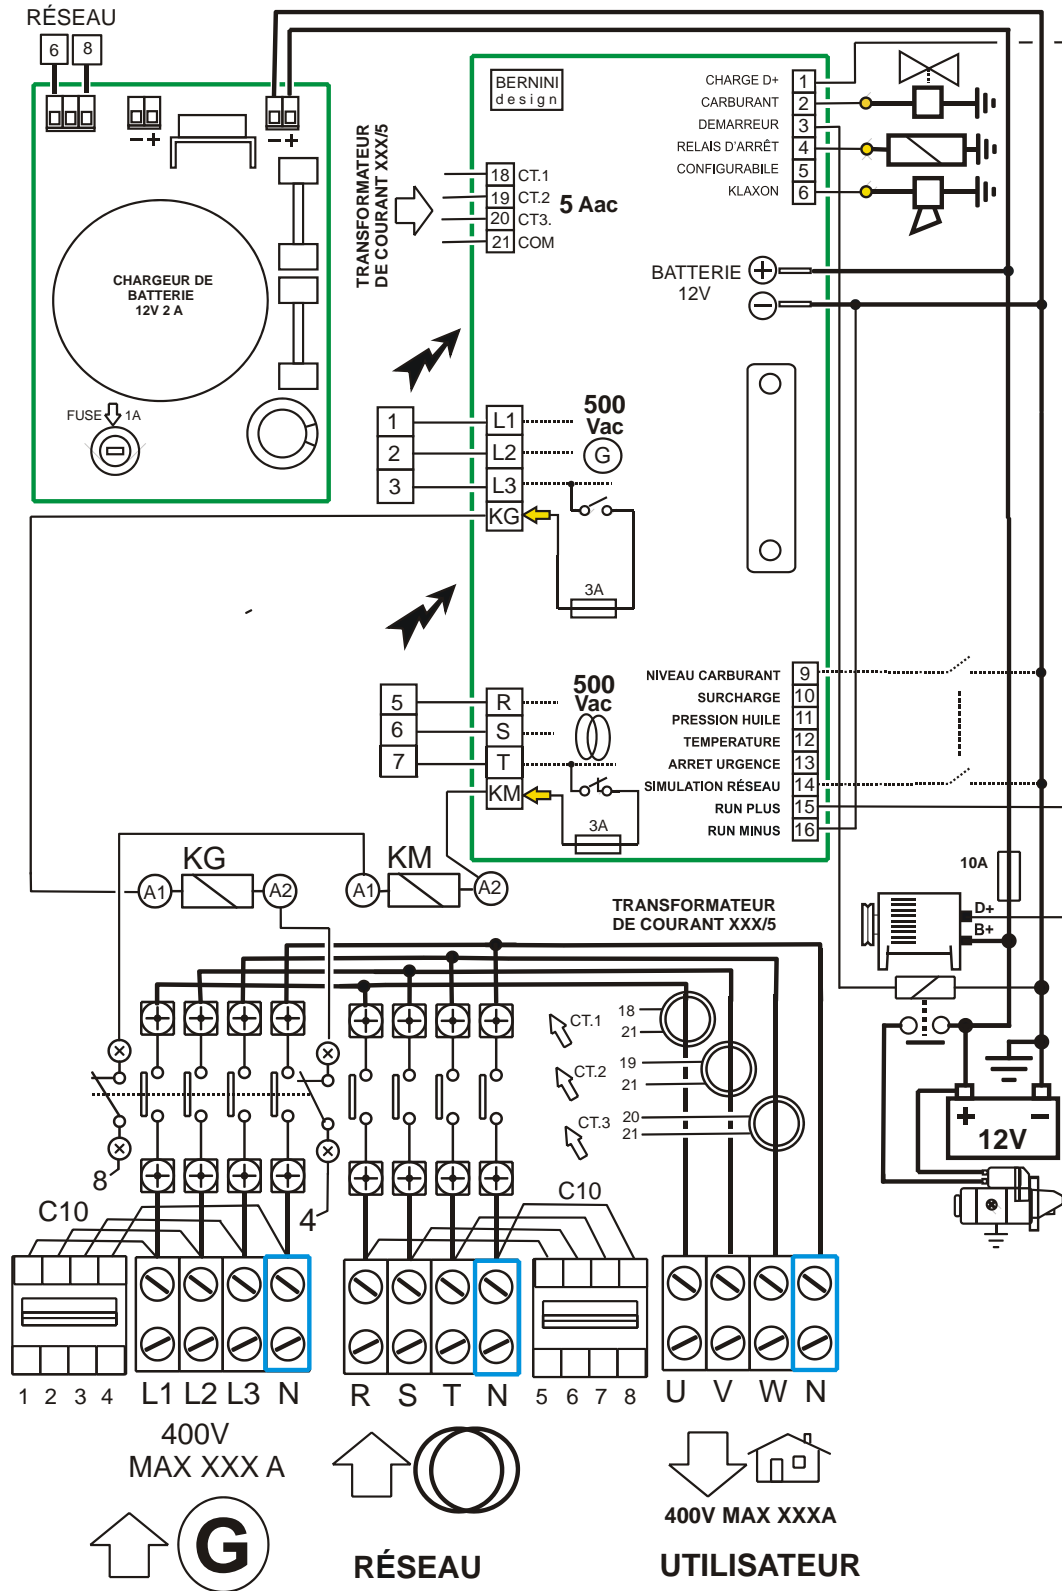 RÉSEAU
6 8
- + - +
CHARGEUR DE
BATTERIE
12V 2 A
FUSE 1A
BERNINI
design
TRANSFORMATEUR
DE COURANT XXX/5
18 CT.1
19 CT.2
20 CT3.
21 COM
5 Aac
CHARGE D+ 1
CARBURANT 2
DEMARREUR 3
RELAIS D'ARRÊT 4
CONFIGURABILE 5
KLAXON 6
BATTERIE +
12V -
1 L1
2 L2
3 L3
KG
500
Vac
G
3A
5 R
6 S
7 T
KM
500
Vac
3A
NIVEAU CARBURANT 9
SURCHARGE 10
PRESSION HUILE 11
TEMPERATURE 12
ARRET URGENCE 13
SIMULATION RÉSEAU 14
RUN PLUS 15
RUN MINUS 16
KG
A1 A2
KM
A1 A2
TRANSFORMATEUR
DE COURANT XXX/5
10A
D+
B+
CT.1 18
21
CT.2 19
21
CT.3 20
21
+ -
12V
8
4
C10
C10
1 2 3 4 L1 L2 L3 N R S T N 5 6 7 8 U V W N
400V
MAX XXX A
G
RÉSEAU
400V MAX XXXA
UTILISATEUR